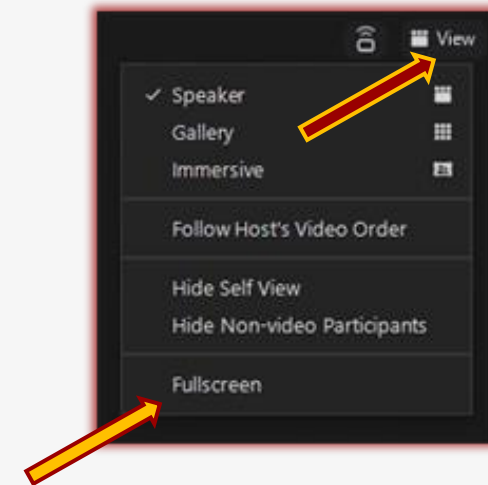 View
Speaker
Gallery
Immersive
Follow Host's Video Order
Hide Self View
Hide Non-video Participants
Fullscreen